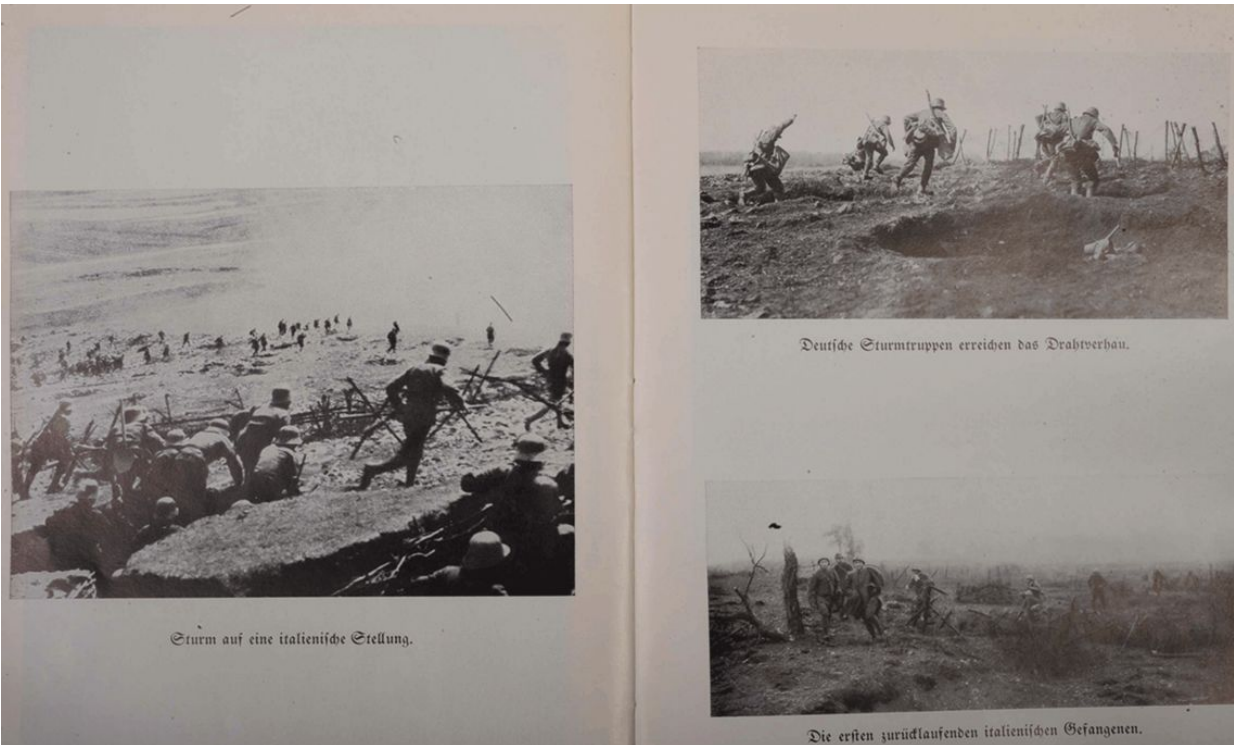 Sturm auf eine italienische Stellung.
Deutſche Sturmtruppen erreichen das Drahtverhau.
Die erſten zurücklaufenden italieniſchen Gefangenen.